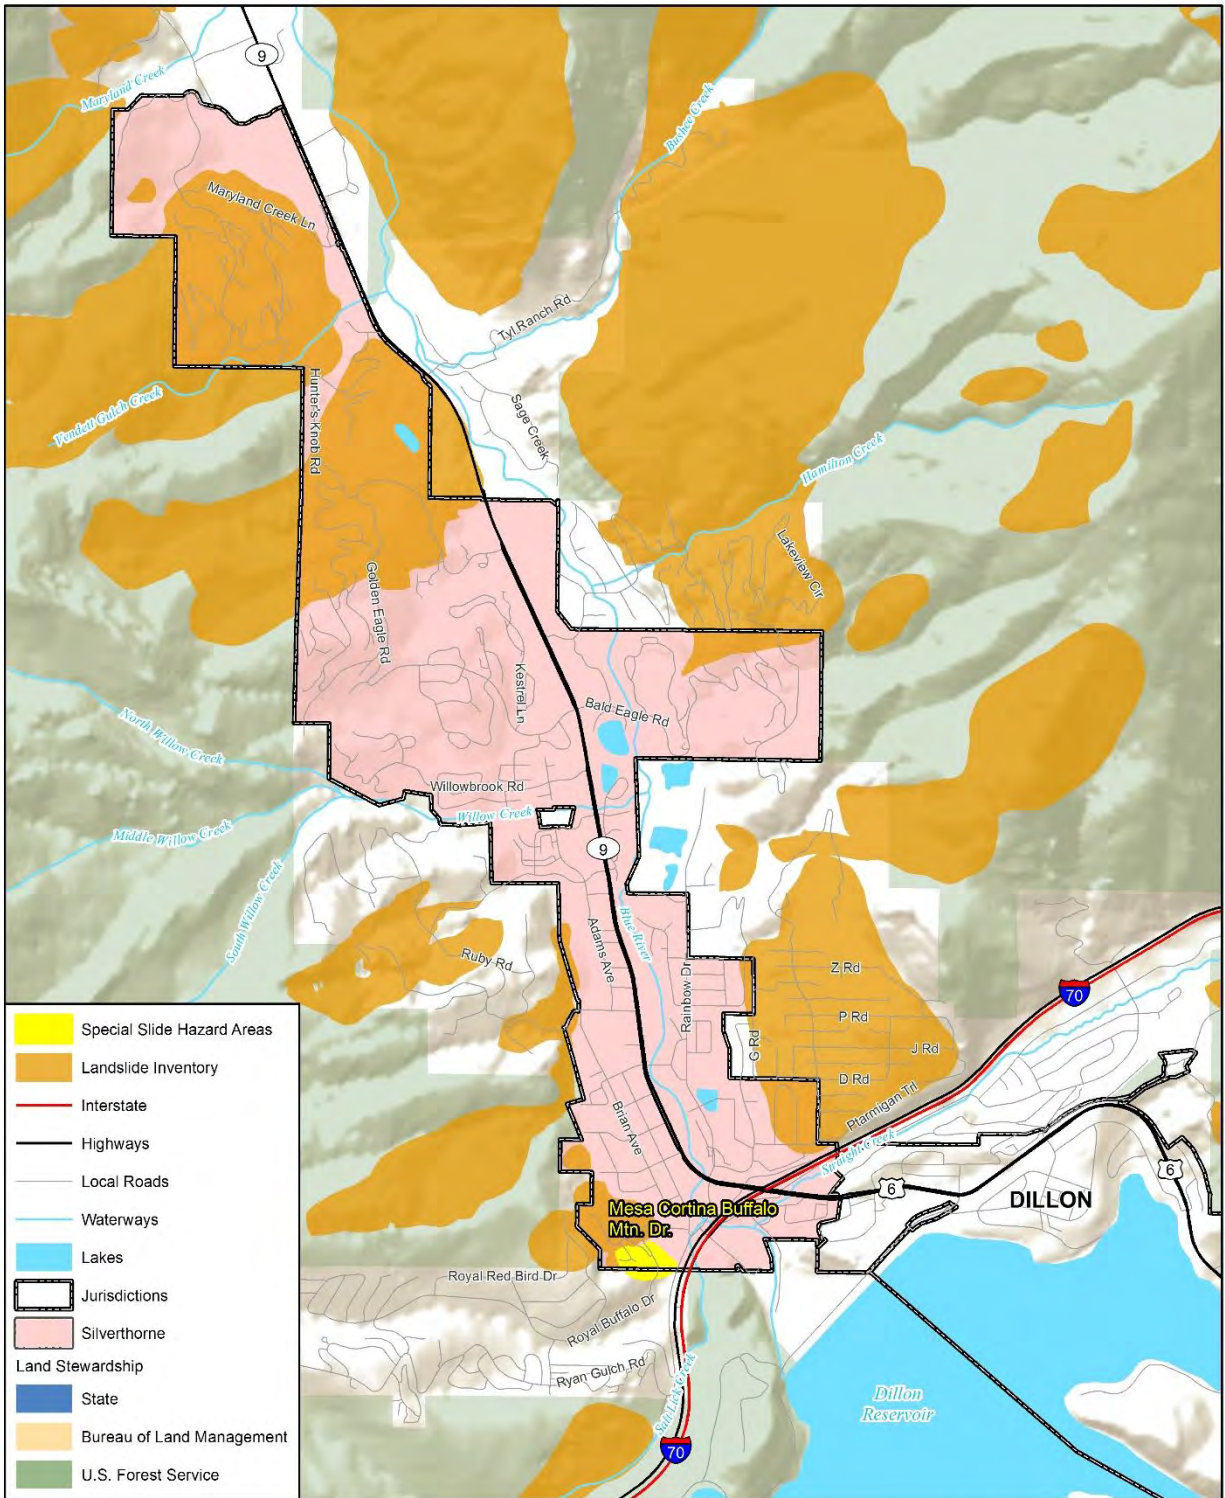 9
Maryland Creek
Bushee Creek
Maryland Creek Ln
Tyl Ranch Rd
Hunter's Knob Rd
Vendett Gulch Creek
Sage Creek
Hamilton Creek
Lakeview Cir
Golden Eagle Rd
Kestrel Ln
Bald Eagle Rd
North Willow Creek
Willowbrook Rd
Willow Creek
Middle Willow Creek
9
South Willow Creek
Ruby Rd
Adams Ave
Blue River
Rainbow Dr
Z Rd
70
P Rd
G Rd
J Rd
D Rd
Ptarmigan Trl
Brian Ave
Straight Creek
6
6
DILLON
Mesa Cortina Buffalo
Mtn. Dr.
Royal Red Bird Dr
Royal Buffalo Dr
Ryan Gulch Rd
Salt Lick Creek
Dillon
Reservoir
70
Special Slide Hazard Areas
Landslide Inventory
Interstate
Highways
Local Roads
Waterways
Lakes
Jurisdictions
Silverthorne
Land Stewardship
State
Bureau of Land Management
U.S. Forest Service